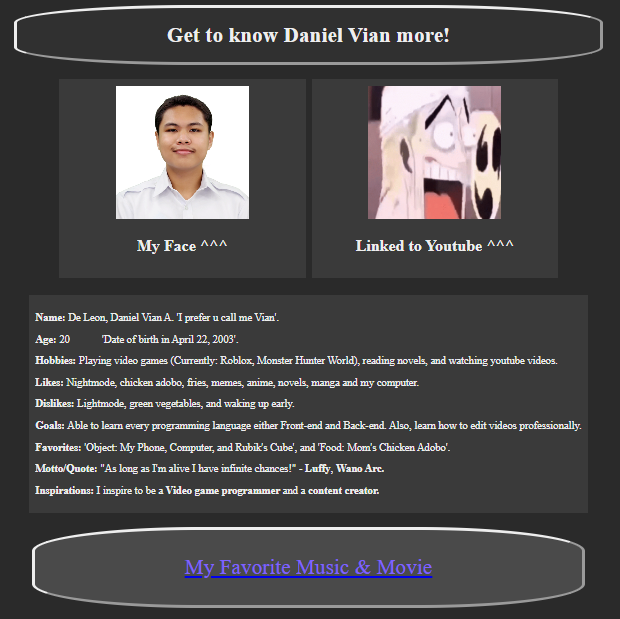 Get to know Daniel Vian more!
My Face ^^^
Linked to Youtube ^^^
Name: De Leon, Daniel Vian A. 'I prefer u call me Vian'.
Age: 20 'Date of birth in April 22, 2003'.
Hobbies: Playing video games (Currently: Roblox, Monster Hunter World), reading novels, and watching youtube videos.
Likes: Nightmode, chicken adobo, fries, memes, anime, novels, manga and my computer.
Dislikes: Lightmode, green vegetables, and waking up early.
Goals: Able to learn every programming language either Front-end and Back-end. Also, learn how to edit videos professionally.
Favorites: 'Object: My Phone, Computer, and Rubik's Cube', and 'Food: Mom's Chicken Adobo'.
Motto/Quote: "As long as I'm alive I have infinite chances!" - Luffy, Wano Arc.
Inspirations: I inspire to be a Video game programmer and a content creator.
My Favorite Music & Movie